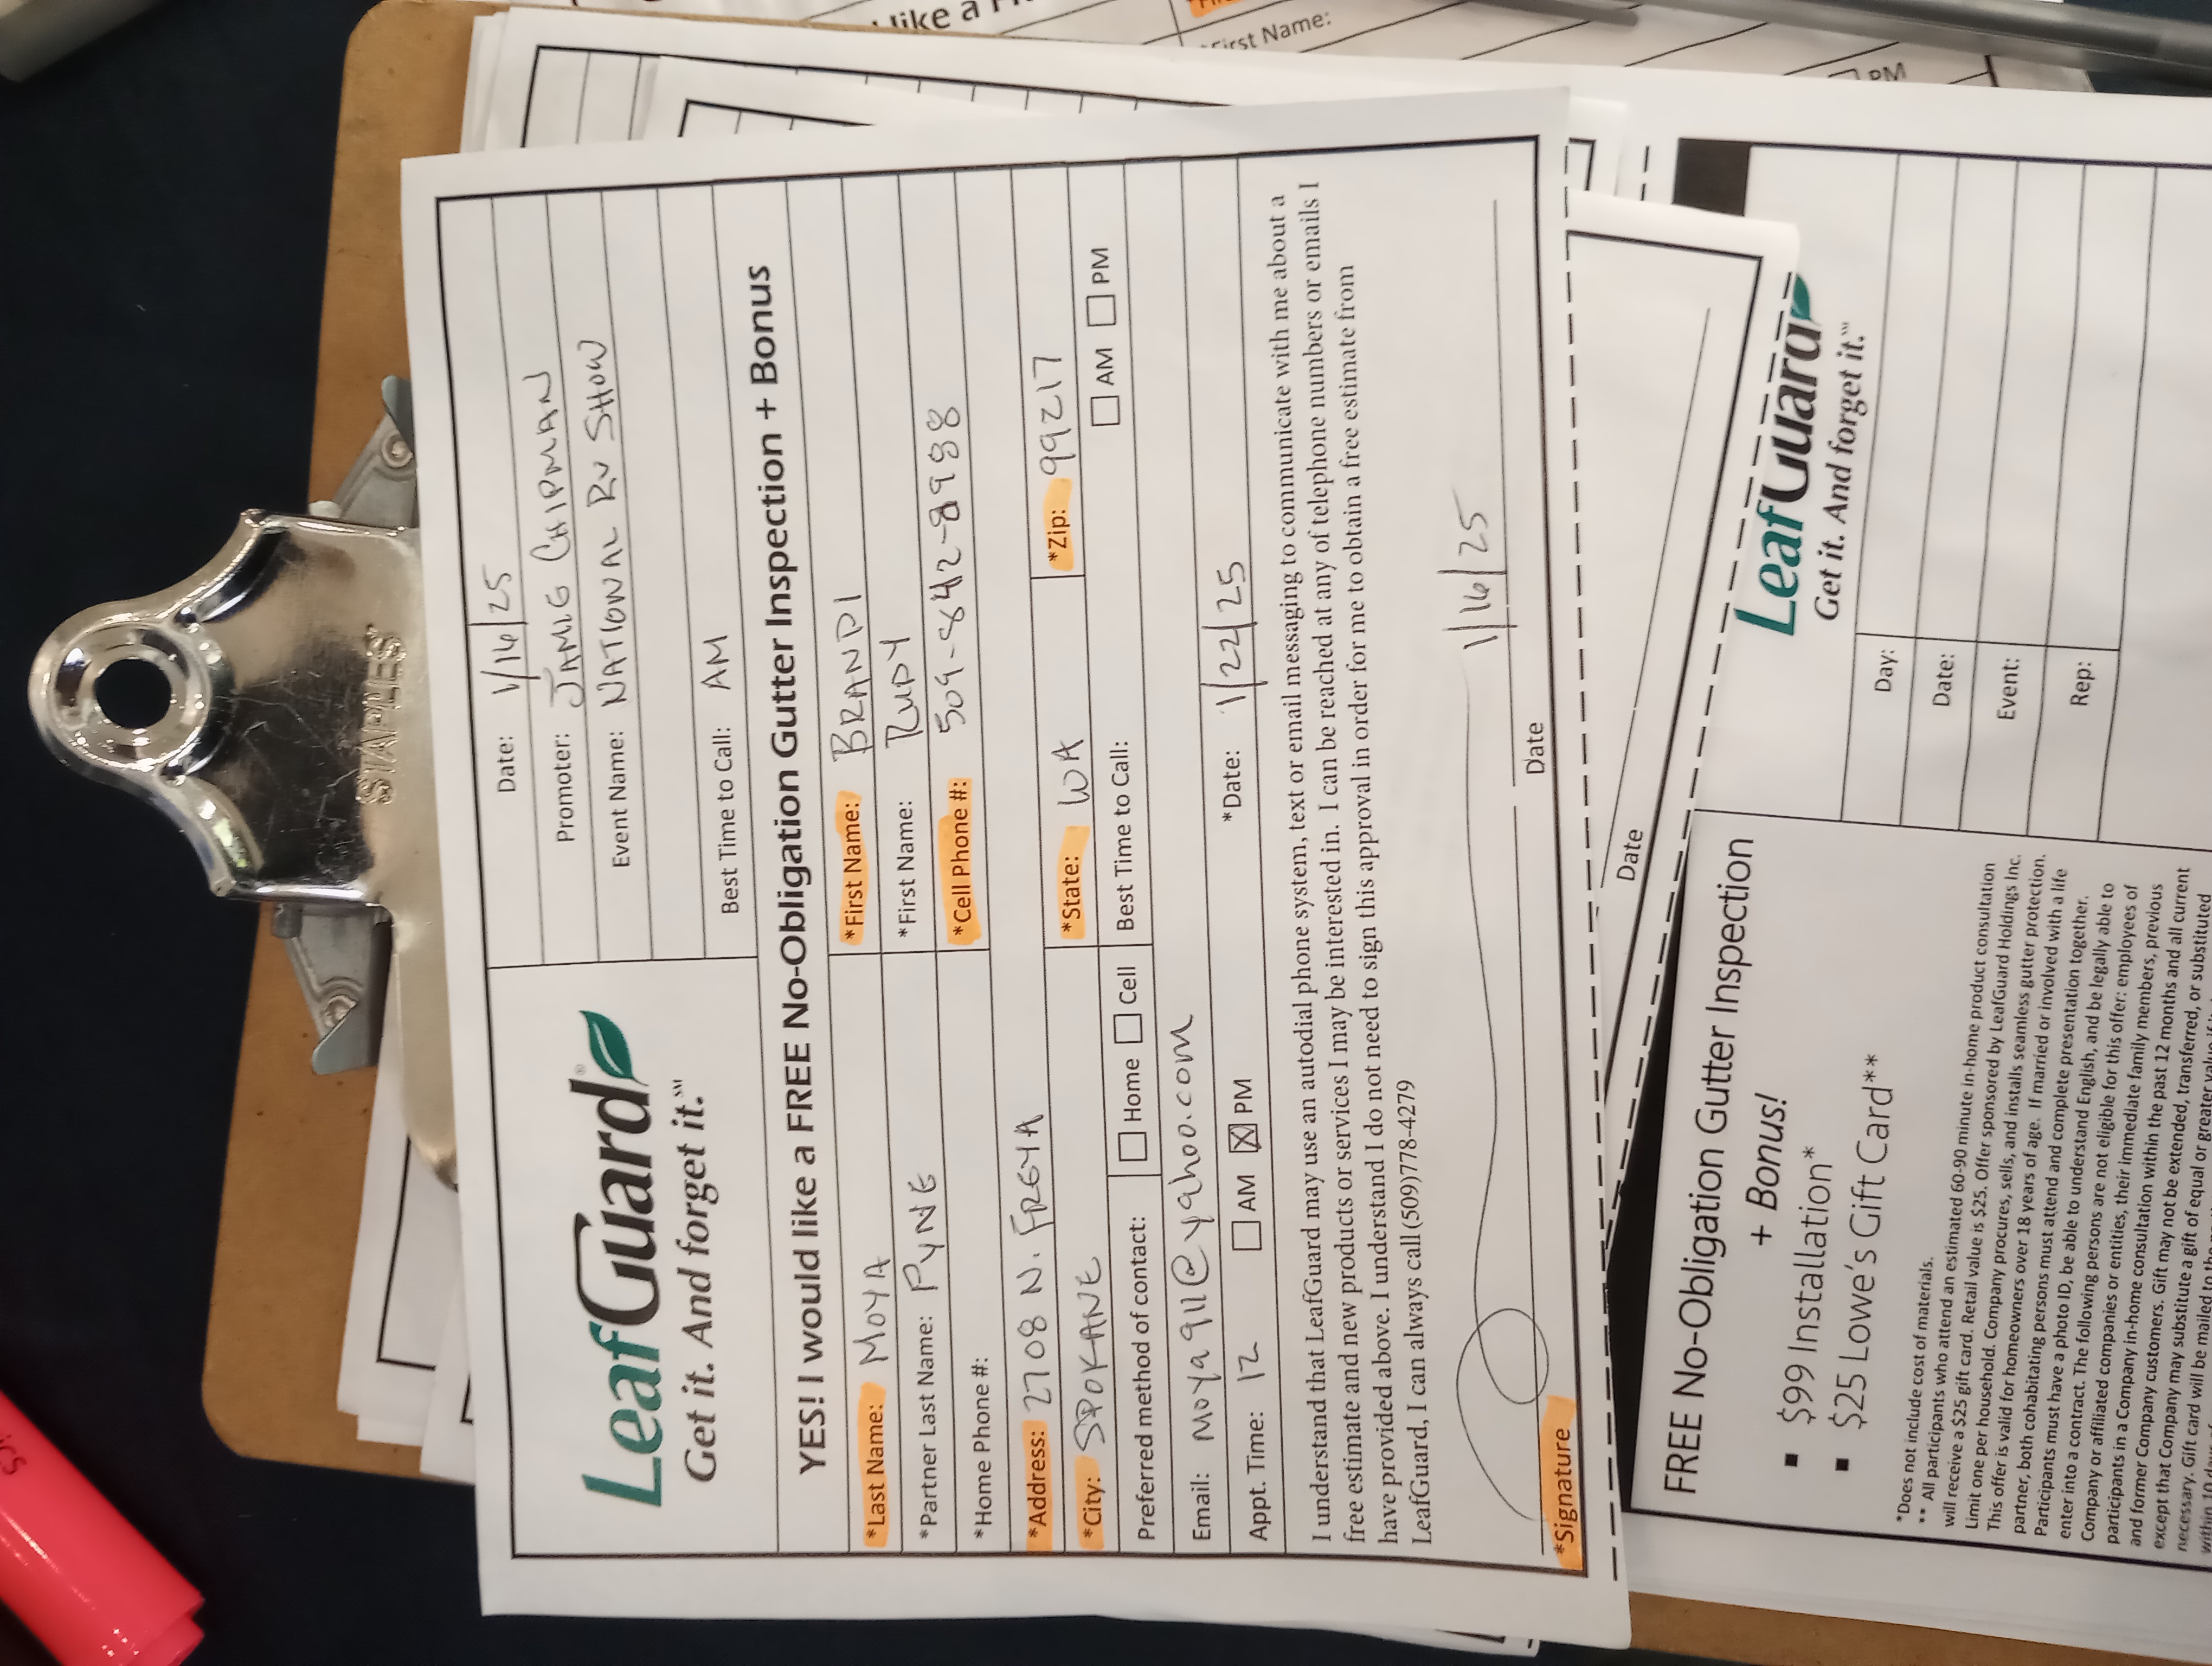 ics
STAPLES
LeafGuard®
Get it. And forget it.℠
Date: 1/16/25
Promoter: JAMIE CHIPMAN
Event Name: NATIONAL RV SHOW
Best Time to Call: AM
YES! I would like a FREE No-Obligation Gutter Inspection + Bonus
*Last Name: MOYA *First Name: BRANDI
*Partner Last Name: PYNE *First Name: RUDY
*Home Phone #: *Cell Phone #: 509-842-8988
*Address: 2708 N. FREYA
*City: SPOKANE *State: WA *Zip: 99217
Preferred method of contact: ☐ Home ☐ Cell Best Time to Call: ☐ AM ☐ PM
Email: moya911@yahoo.com
Appt. Time: 12 ☐ AM ☒ PM *Date: 1/22/25
I understand that LeafGuard may use an autodial phone system, text or email messaging to communicate with me about a
free estimate and new products or services I may be interested in. I can be reached at any of telephone numbers or emails I
have provided above. I understand I do not need to sign this approval in order for me to obtain a free estimate from
LeafGuard, I can always call (509)778-4279
1/16/25
*Signature Date
Date
FREE No-Obligation Gutter Inspection
+ Bonus!
▪ $99 Installation*
▪ $25 Lowe's Gift Card**
*Does not include cost of materials.
** All participants who attend an estimated 60-90 minute in-home product consultation
will receive a $25 gift card. Retail value is $25. Offer sponsored by LeafGuard Holdings Inc.
Limit one per household. Company procures, sells, and installs seamless gutter protection.
This offer is valid for homeowners over 18 years of age. If married or involved with a life
partner, both cohabitating persons must attend and complete presentation together.
Participants must have a photo ID, be able to understand English, and be legally able to
enter into a contract. The following persons are not eligible for this offer: employees of
Company or affiliated companies or entities, their immediate family members, previous
participants in a Company in-home consultation within the past 12 months and all current
and former Company customers. Gift may not be extended, transferred, or substituted
except that Company may substitute a gift of equal or greater value if
necessary. Gift card will be mailed to the
within 10
LeafGuard
Get it. And forget it.℠
Day:
Date:
Event:
Rep:
like a
First Name:
PM